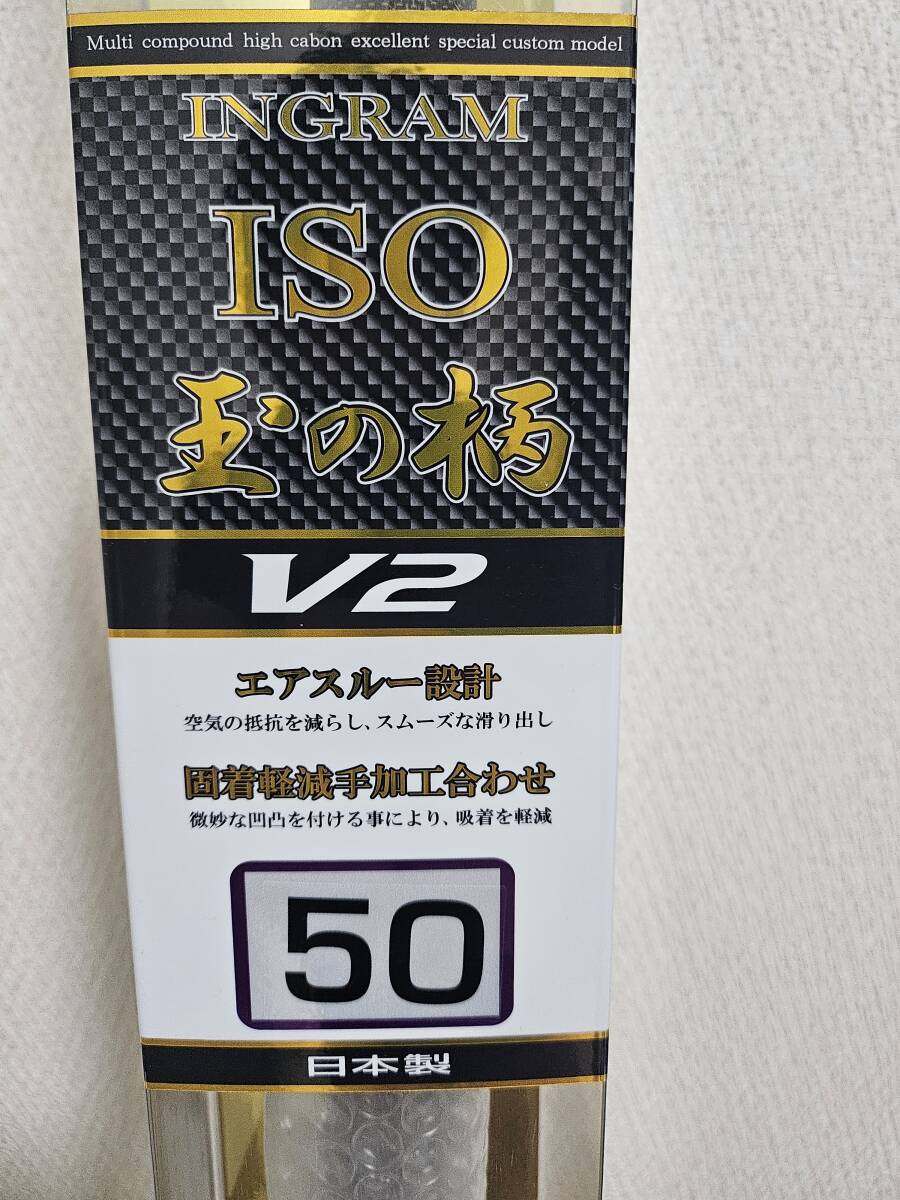 Multi compound high cabon excellent special custom model
INGRAM
ISO
玉の柄
V2
エアスルー設計
空気の抵抗を減らし、スムーズな滑り出し
固着軽減手加工合わせ
微妙な凹凸を付ける事により、吸着を軽減
50
日本製